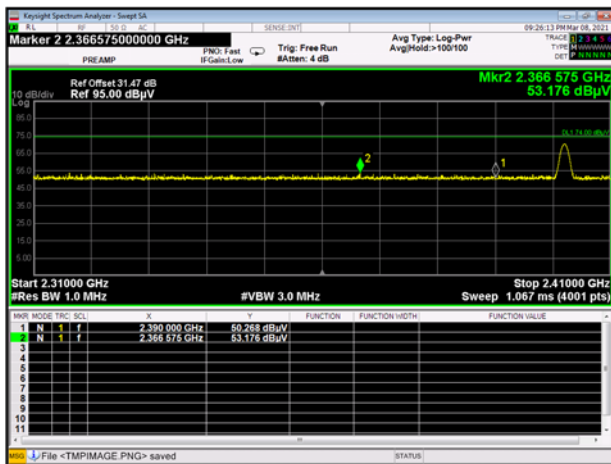 Keysight Spectrum Analyzer - Swept SA
RL RF 50 Ω AC SENSE:INT 09:26:13 PM Mar 08, 2021
Marker 2 2.366575000000 GHz Avg Type: Log-Pwr TRACE 1 2 3 4 5
PNO: Fast Trig: Free Run Avg|Hold:>100/100 TYPE M
PREAMP IFGain:Low #Atten: 4 dB DET P N N N N
Ref Offset 31.47 dB Mkr2 2.366 575 GHz
10 dB/div Ref 95.00 dBµV 53.176 dBµV
Log
85.0
75.0
DL1 74.00 dBµV
65.0
2
1
55.0
45.0
35.0
25.0
15.0
5.00
Start 2.31000 GHz Stop 2.41000 GHz
#Res BW 1.0 MHz #VBW 3.0 MHz Sweep 1.067 ms (4001 pts)
MKR MODE TRC SCL X Y FUNCTION FUNCTION WIDTH FUNCTION VALUE
1 N 1 f 2.390 000 GHz 50.268 dBµV
2 N 1 f 2.366 575 GHz 53.176 dBµV
3
4
5
6
7
8
9
10
11
MSG File <TMPIMAGE.PNG> saved STATUS